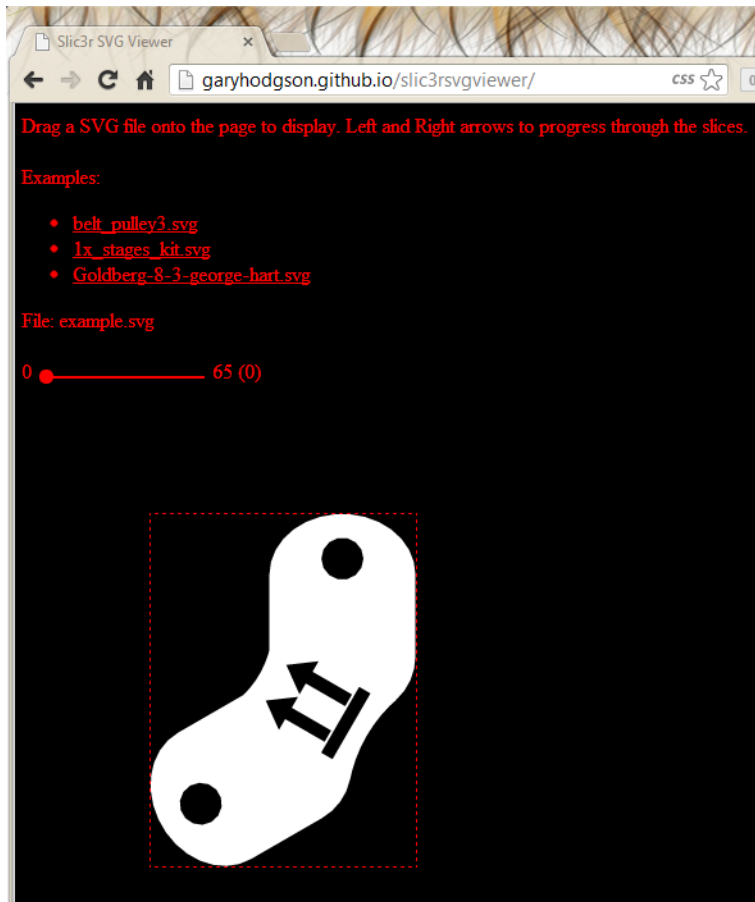 Slic3r SVG Viewer
garyhodgson.github.io/slic3rsvgviewer/
css
Drag a SVG file onto the page to display. Left and Right arrows to progress through the slices.
Examples:
belt_pulley3.svg
1x_stages_kit.svg
Goldberg-8-3-george-hart.svg
File: example.svg
0 65 (0)